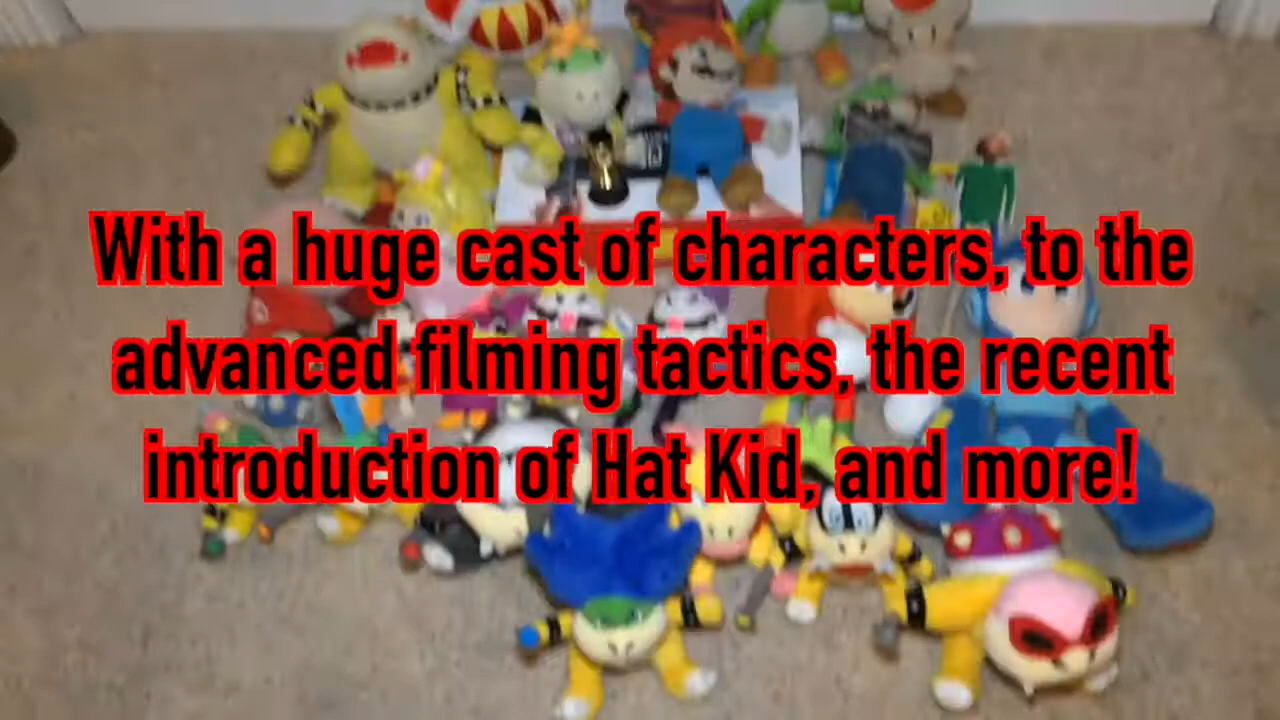 With a huge cast of characters, to the
advanced filming tactics, the recent
introduction of Hat Kid, and more!